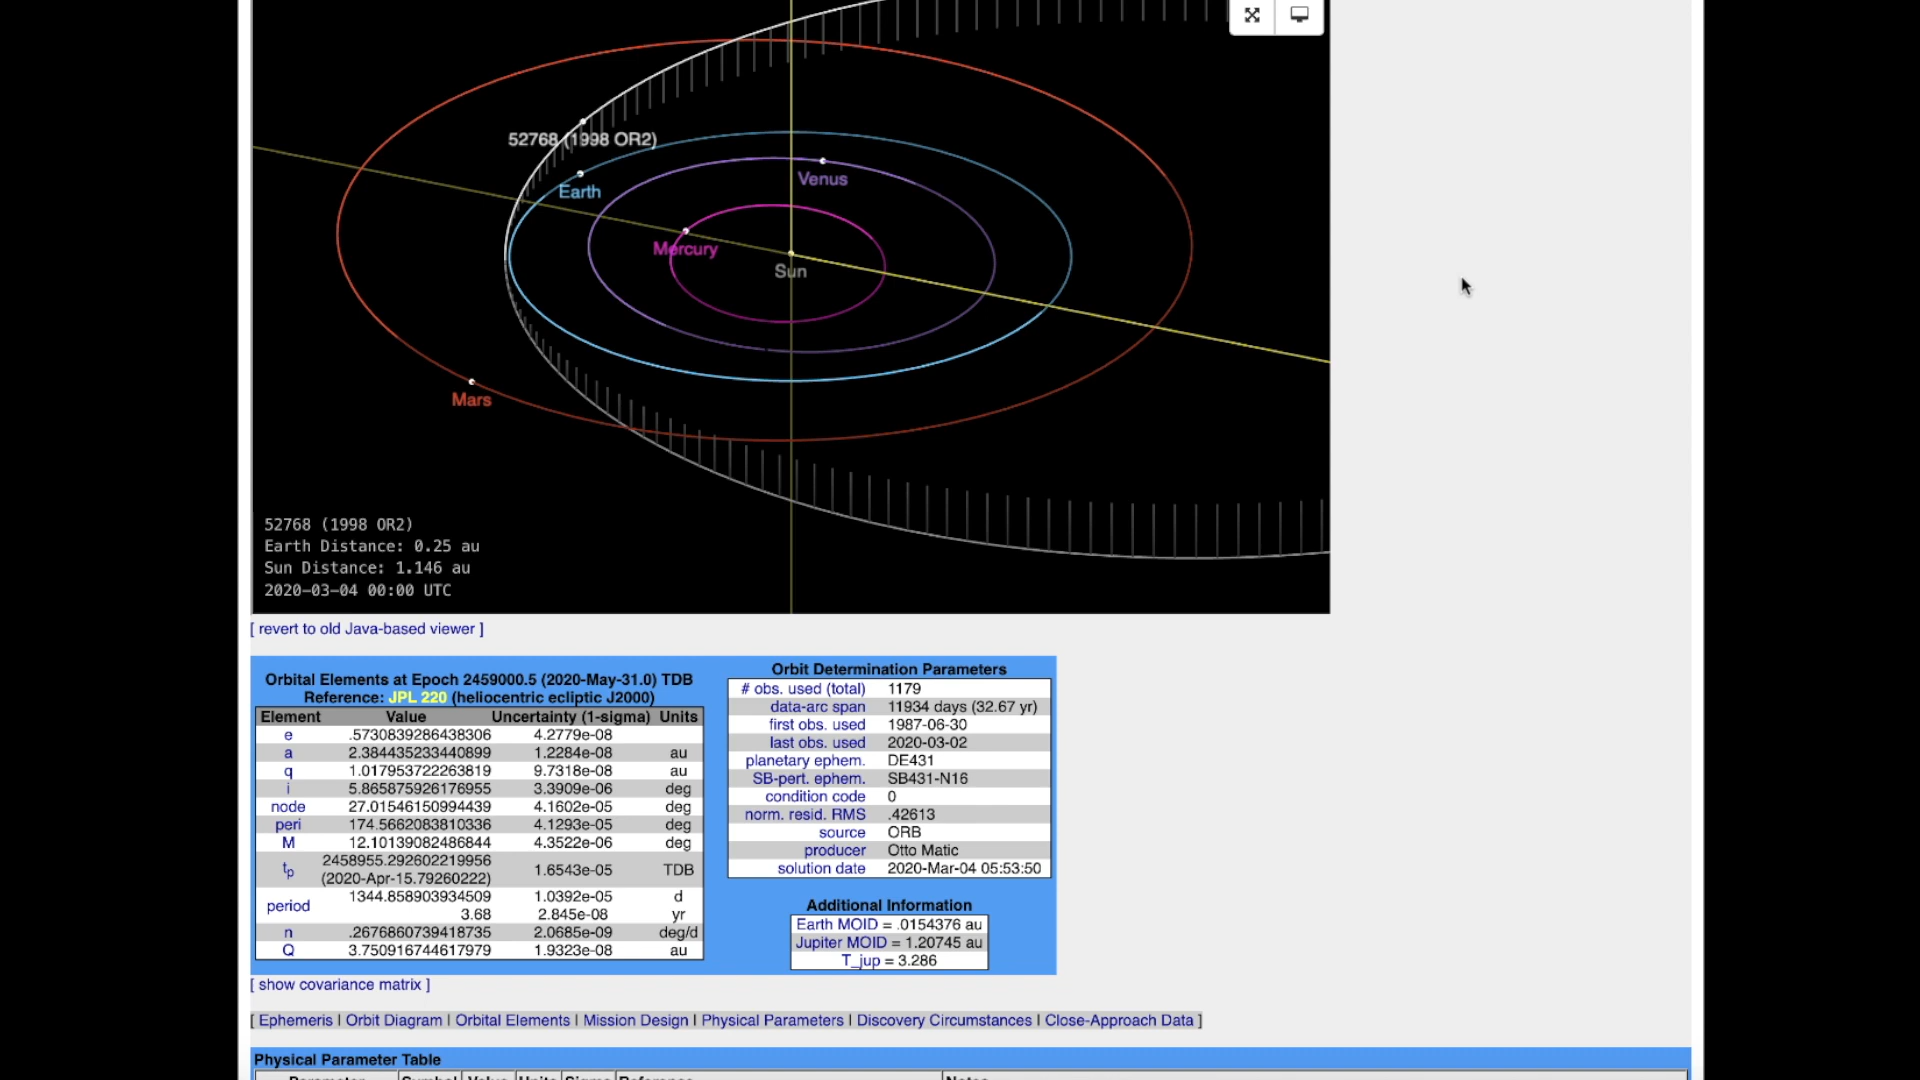 52768 (1998 OR2)
Venus
Earth
Mercury
Sun
Mars
52768 (1998 OR2)
Earth Distance: 0.25 au
Sun Distance: 1.146 au
2020-03-04 00:00 UTC
[ revert to old Java-based viewer ]
Orbital Elements at Epoch 2459000.5 (2020-May-31.0) TDB
Reference: JPL 220 (heliocentric ecliptic J2000)
Element Value Uncertainty (1-sigma) Units
e .5730839286438306 4.2779e-08
a 2.384435233440899 1.2284e-08 au
q 1.017953722263819 9.7318e-08 au
i 5.865875926176955 3.3909e-06 deg
node 27.01546150994439 4.1602e-05 deg
peri 174.5662083810336 4.1293e-05 deg
M 12.10139082486844 4.3522e-06 deg
tp 2458955.292602219956 1.6543e-05 TDB
(2020-Apr-15.79260222)
period 1344.858903934509 1.0392e-05 d
3.68 2.845e-08 yr
n .2676860739418735 2.0685e-09 deg/d
Q 3.750916744617979 1.9323e-08 au
Orbit Determination Parameters
# obs. used (total) 1179
data-arc span 11934 days (32.67 yr)
first obs. used 1987-06-30
last obs. used 2020-03-02
planetary ephem. DE431
SB-pert. ephem. SB431-N16
condition code 0
norm. resid. RMS .42613
source ORB
producer Otto Matic
solution date 2020-Mar-04 05:53:50
Additional Information
Earth MOID = .0154376 au
Jupiter MOID = 1.20745 au
T_jup = 3.286
[ show covariance matrix ]
[ Ephemeris | Orbit Diagram | Orbital Elements | Mission Design | Physical Parameters | Discovery Circumstances | Close-Approach Data ]
Physical Parameter Table
Parameter Symbol Value Units Sigma Reference Notes